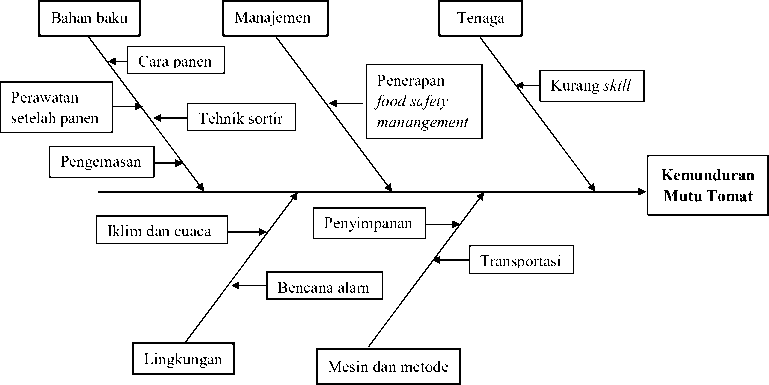 Bahan baku
Manajemen
Tenaga
Cara panen
Perawatan
setelah panen
Tehnik sortir
Pengemasan
Penerapan
food safety
manangement
Kurang skill
Kemunduran
Mutu Tomat
Iklim dan cuaca
Penyimpanan
Bencana alam
Transportasi
Lingkungan
Mesin dan metode